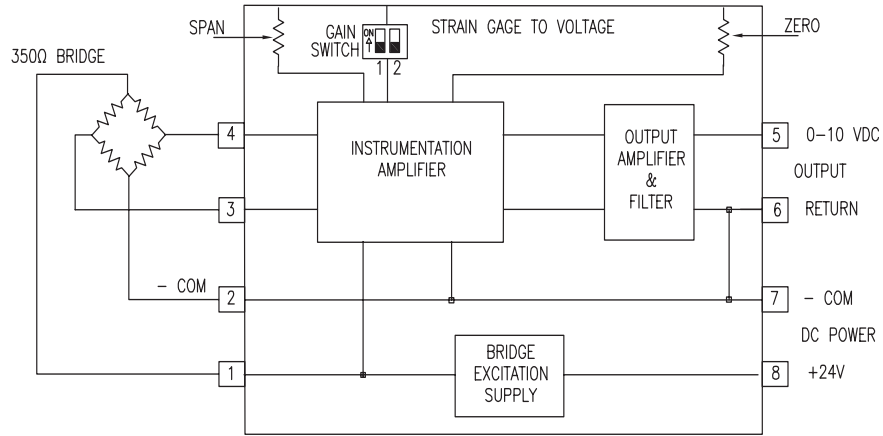 SPAN
GAIN
SWITCH
ON
1 2
STRAIN GAGE TO VOLTAGE
ZERO
350Ω BRIDGE
4
INSTRUMENTATION
AMPLIFIER
OUTPUT
AMPLIFIER
&
FILTER
5 0-10 VDC
OUTPUT
3
6 RETURN
- COM 2
7 - COM
DC POWER
1
BRIDGE
EXCITATION
SUPPLY
8 +24V